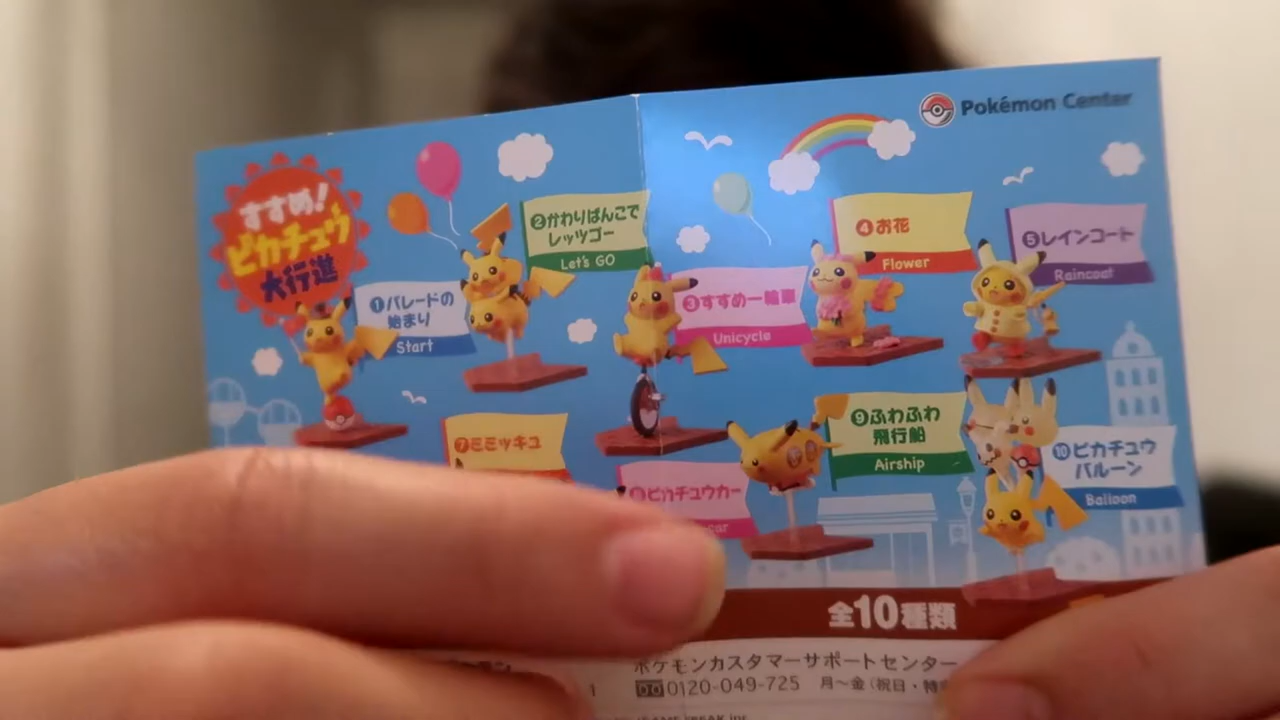 Pokémon Center
すすめ!
ピカチュウ
大行進
①パレードの
始まり
Start
②かわりばんこで
レッツゴー
Let's GO
③すすめ一輪車
Unicycle
④お花
Flower
⑤レインコート
Raincoat
⑦ミミッキュ
ピカチュウカー
car
⑨ふわふわ
飛行船
Airship
⑩ピカチュウ
バルーン
Balloon
全10種類
ポケモンカスタマーサポートセンター
0120-049-725 月〜金(祝日・特